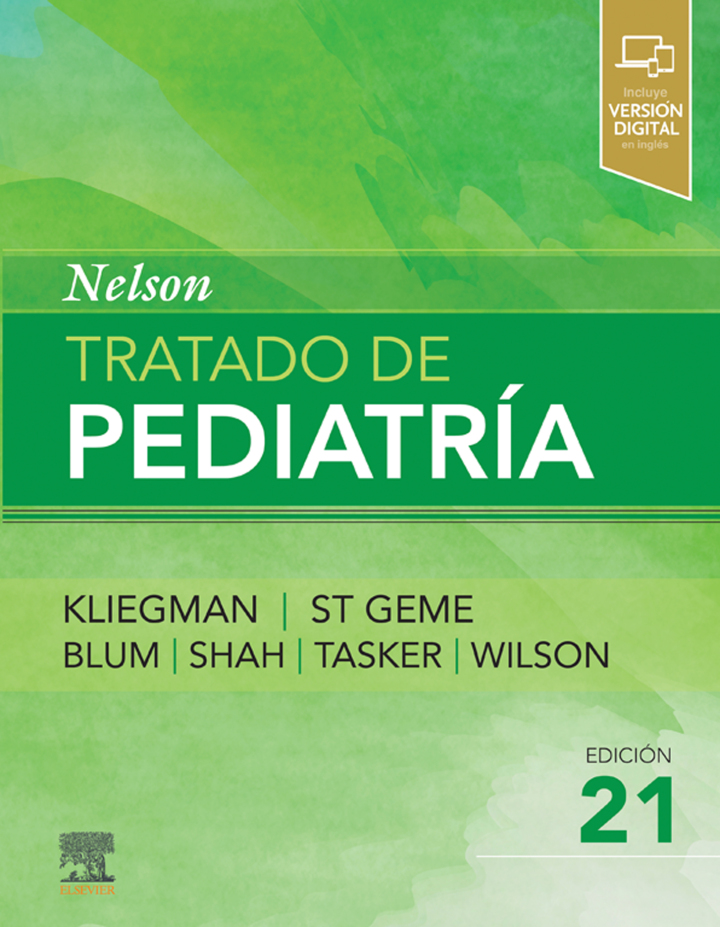 Incluye
VERSIÓN
DIGITAL
en inglés
Nelson
TRATADO DE
PEDIATRÍA
KLIEGMAN | ST GEME
BLUM | SHAH | TASKER | WILSON
EDICIÓN
21
ELSEVIER